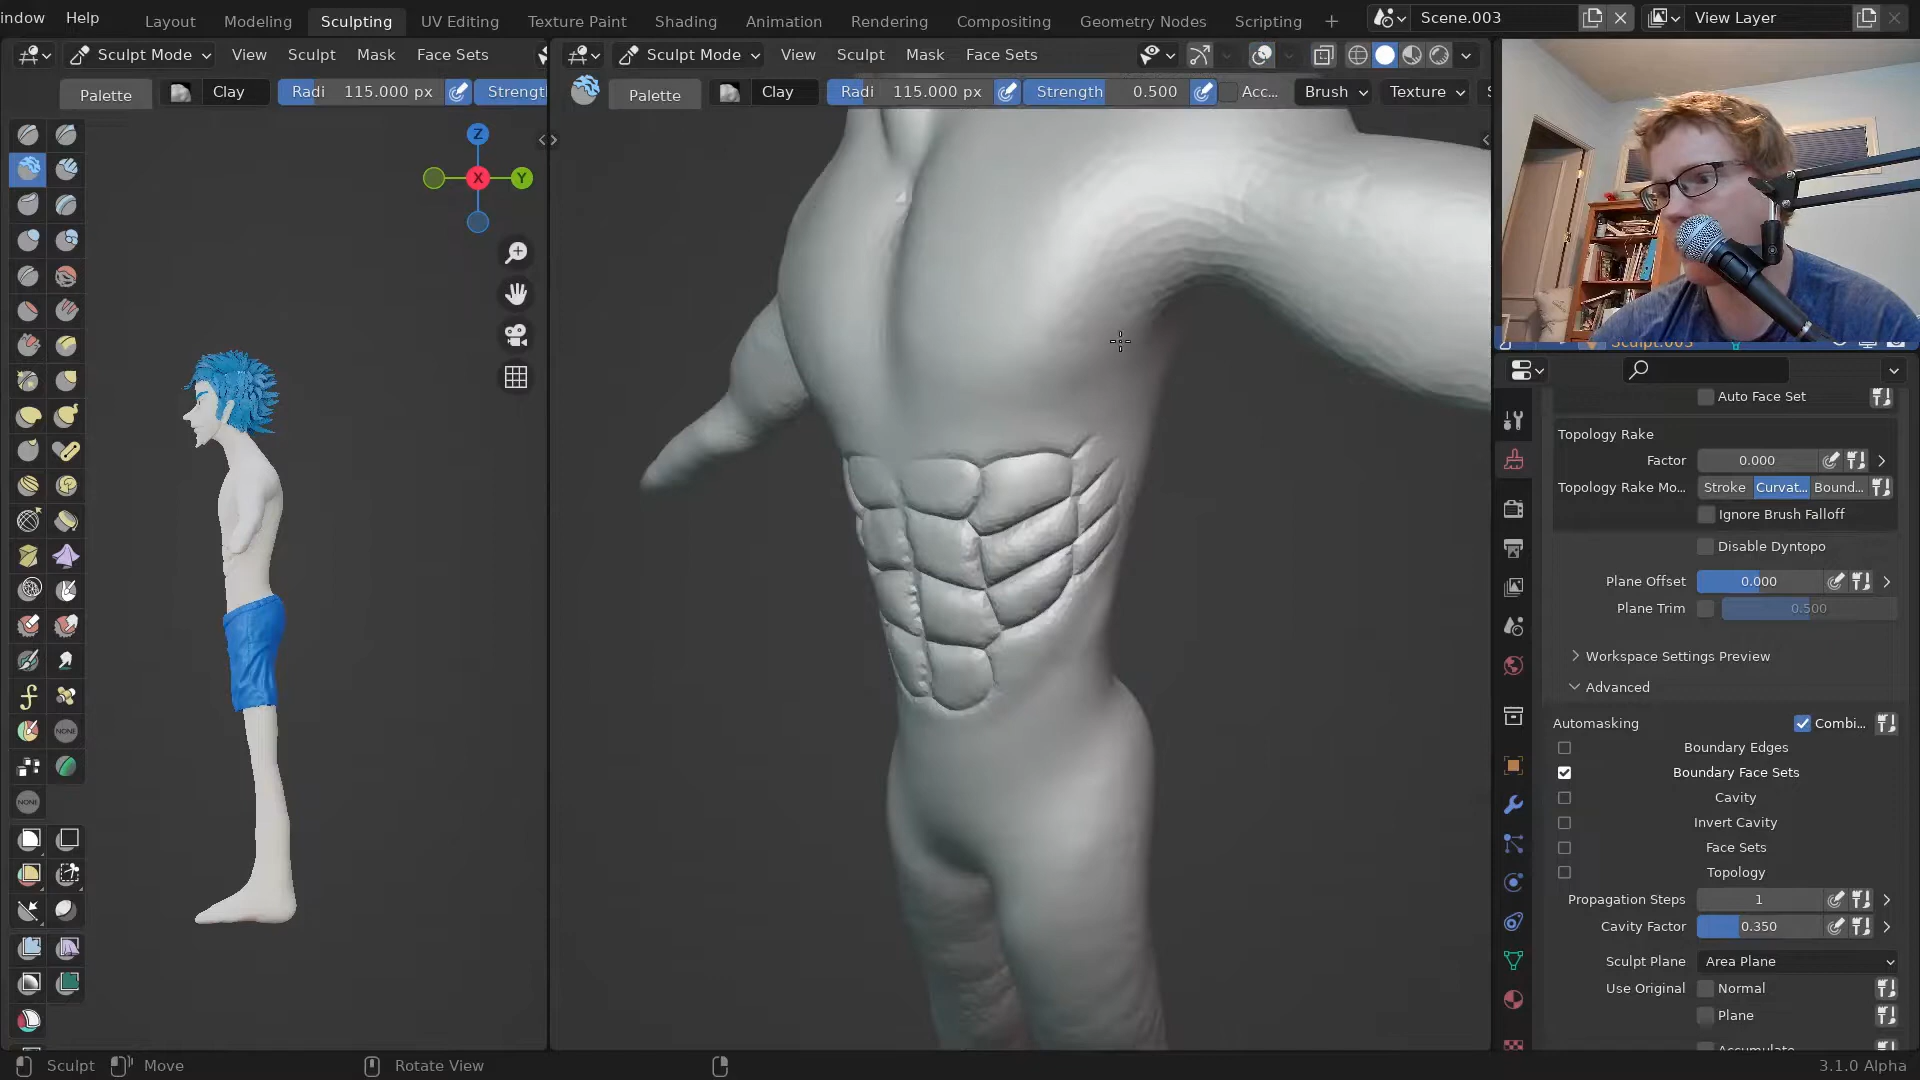 indow Help Layout Modeling Sculpting UV Editing Texture Paint Shading Animation Rendering Compositing Geometry Nodes Scripting + Scene.003 View Layer
Sculpt Mode View Sculpt Mask Face Sets
Sculpt Mode View Sculpt Mask Face Sets
Palette Clay Radi 115.000 px Strengt
Palette Clay Radi 115.000 px Strength 0.500 Acc... Brush Texture
Z
X
Y
NONE
NONE
Sculpt.003
Auto Face Set
Topology Rake
Factor 0.000
Topology Rake Mo... Stroke Curvat... Bound...
Ignore Brush Falloff
Disable Dyntopo
Plane Offset 0.000
Plane Trim 0.500
Workspace Settings Preview
Advanced
Automasking Combi...
Boundary Edges
Boundary Face Sets
Cavity
Invert Cavity
Face Sets
Topology
Propagation Steps 1
Cavity Factor 0.350
Sculpt Plane Area Plane
Use Original Normal
Plane
Accumulate
Sculpt Move Rotate View 3.1.0 Alpha